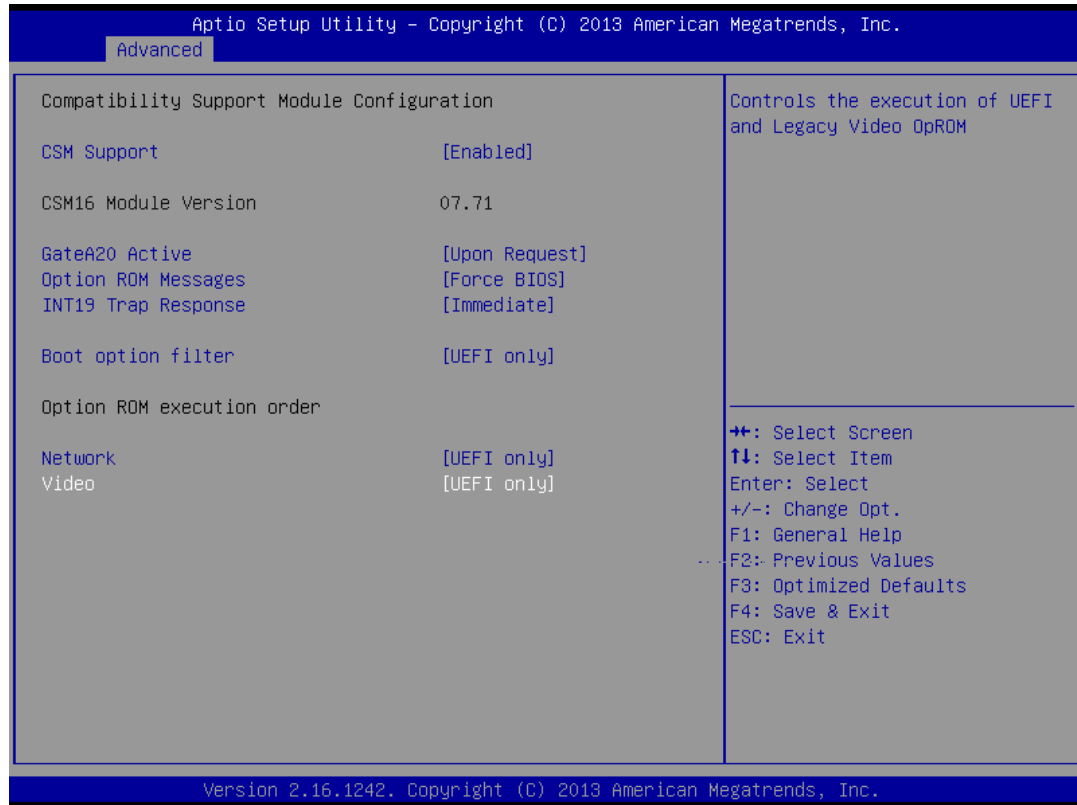 Aptio Setup Utility – Copyright (C) 2013 American Megatrends, Inc.
Advanced
Compatibility Support Module Configuration
CSM Support [Enabled]
CSM16 Module Version 07.71
GateA20 Active [Upon Request]
Option ROM Messages [Force BIOS]
INT19 Trap Response [Immediate]
Boot option filter [UEFI only]
Option ROM execution order
Network [UEFI only]
Video [UEFI only]
Controls the execution of UEFI
and Legacy Video OpROM
→←: Select Screen
↑↓: Select Item
Enter: Select
+/-: Change Opt.
F1: General Help
F2: Previous Values
F3: Optimized Defaults
F4: Save & Exit
ESC: Exit
Version 2.16.1242. Copyright (C) 2013 American Megatrends, Inc.